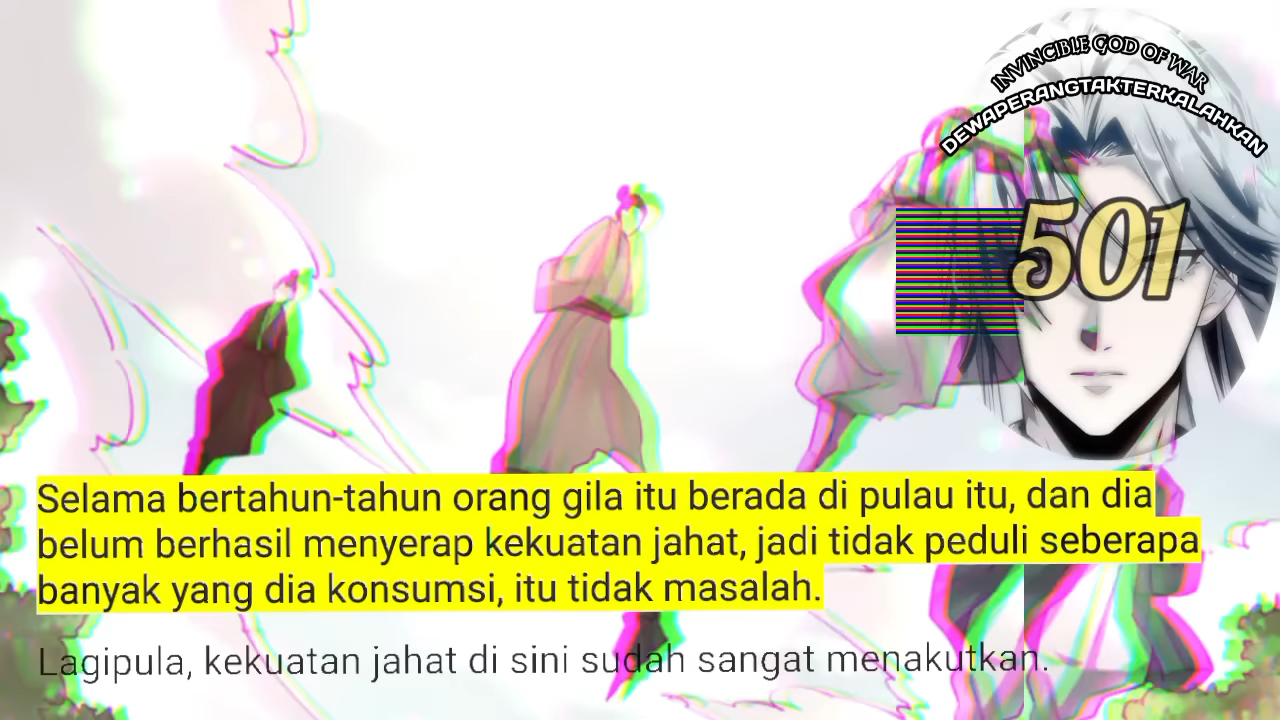 INVINCIBLE GOD OF WAR
DEWAPERANGTAKTERKALAHKAN
501
Selama bertahun-tahun orang gila itu berada di pulau itu, dan dia
belum berhasil menyerap kekuatan jahat, jadi tidak peduli seberapa
banyak yang dia konsumsi, itu tidak masalah.
Lagipula, kekuatan jahat di sini sudah sangat menakutkan.